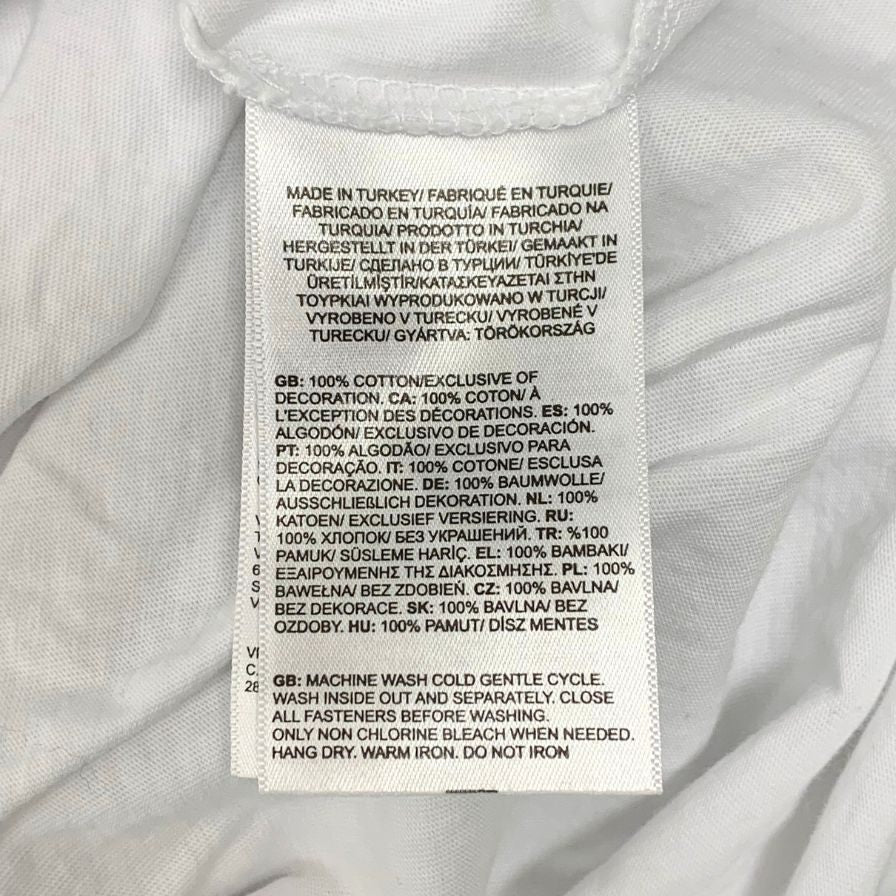 MADE IN TURKEY/ FABRIQUÉ EN TURQUIE/
FABRICADO EN TURQUÍA/ FABRICADO NA
TURQUIA/ PRODOTTO IN TURCHIA/
HERGESTELLT IN DER TÜRKEI/ GEMAAKT IN
TURKIJE/ СДЕЛАНО В ТУРЦИИ/ TÜRKİYE'DE
ÜRETİLMİŞTİR/ΚΑΤΑΣΚΕΥΑΖΕΤΑΙ ΣΤΗΝ
ΤΟΥΡΚΙΑΙ WYPRODUKOWANO W TURCJI/
VYROBENO V TURECKU/ VYROBENÉ V
TURECKU/ GYÁRTVA: TÖRÖKORSZÁG
GB: 100% COTTON/EXCLUSIVE OF
DECORATION. CA: 100% COTON/ À
L'EXCEPTION DES DÉCORATIONS. ES: 100%
ALGODÓN/ EXCLUSIVO DE DECORACIÓN.
PT: 100% ALGODÃO/ EXCLUSIVO PARA
DECORAÇÃO. IT: 100% COTONE/ ESCLUSA
LA DECORAZIONE. DE: 100% BAUMWOLLE/
AUSSCHLIEßLICH DEKORATION. NL: 100%
KATOEN/ EXCLUSIEF VERSIERING. RU:
100% ХЛОПОК/ БЕЗ УКРАШЕНИЙ. TR: %100
PAMUK/ SÜSLEME HARİÇ. EL: 100% ΒΑΜΒΑΚΙ/
ΕΞΑΙΡΟΥΜΕΝΗΣ ΤΗΣ ΔΙΑΚΟΣΜΗΣΗΣ. PL: 100%
BAWEŁNA/ BEZ ZDOBIEŃ. CZ: 100% BAVLNA/
BEZ DEKORACE. SK: 100% BAVLNA/ BEZ
OZDOBY. HU: 100% PAMUT/ DÍSZ MENTES
GB: MACHINE WASH COLD GENTLE CYCLE.
WASH INSIDE OUT AND SEPARATELY. CLOSE
ALL FASTENERS BEFORE WASHING.
ONLY NON CHLORINE BLEACH WHEN NEEDED.
HANG DRY. WARM IRON. DO NOT IRON